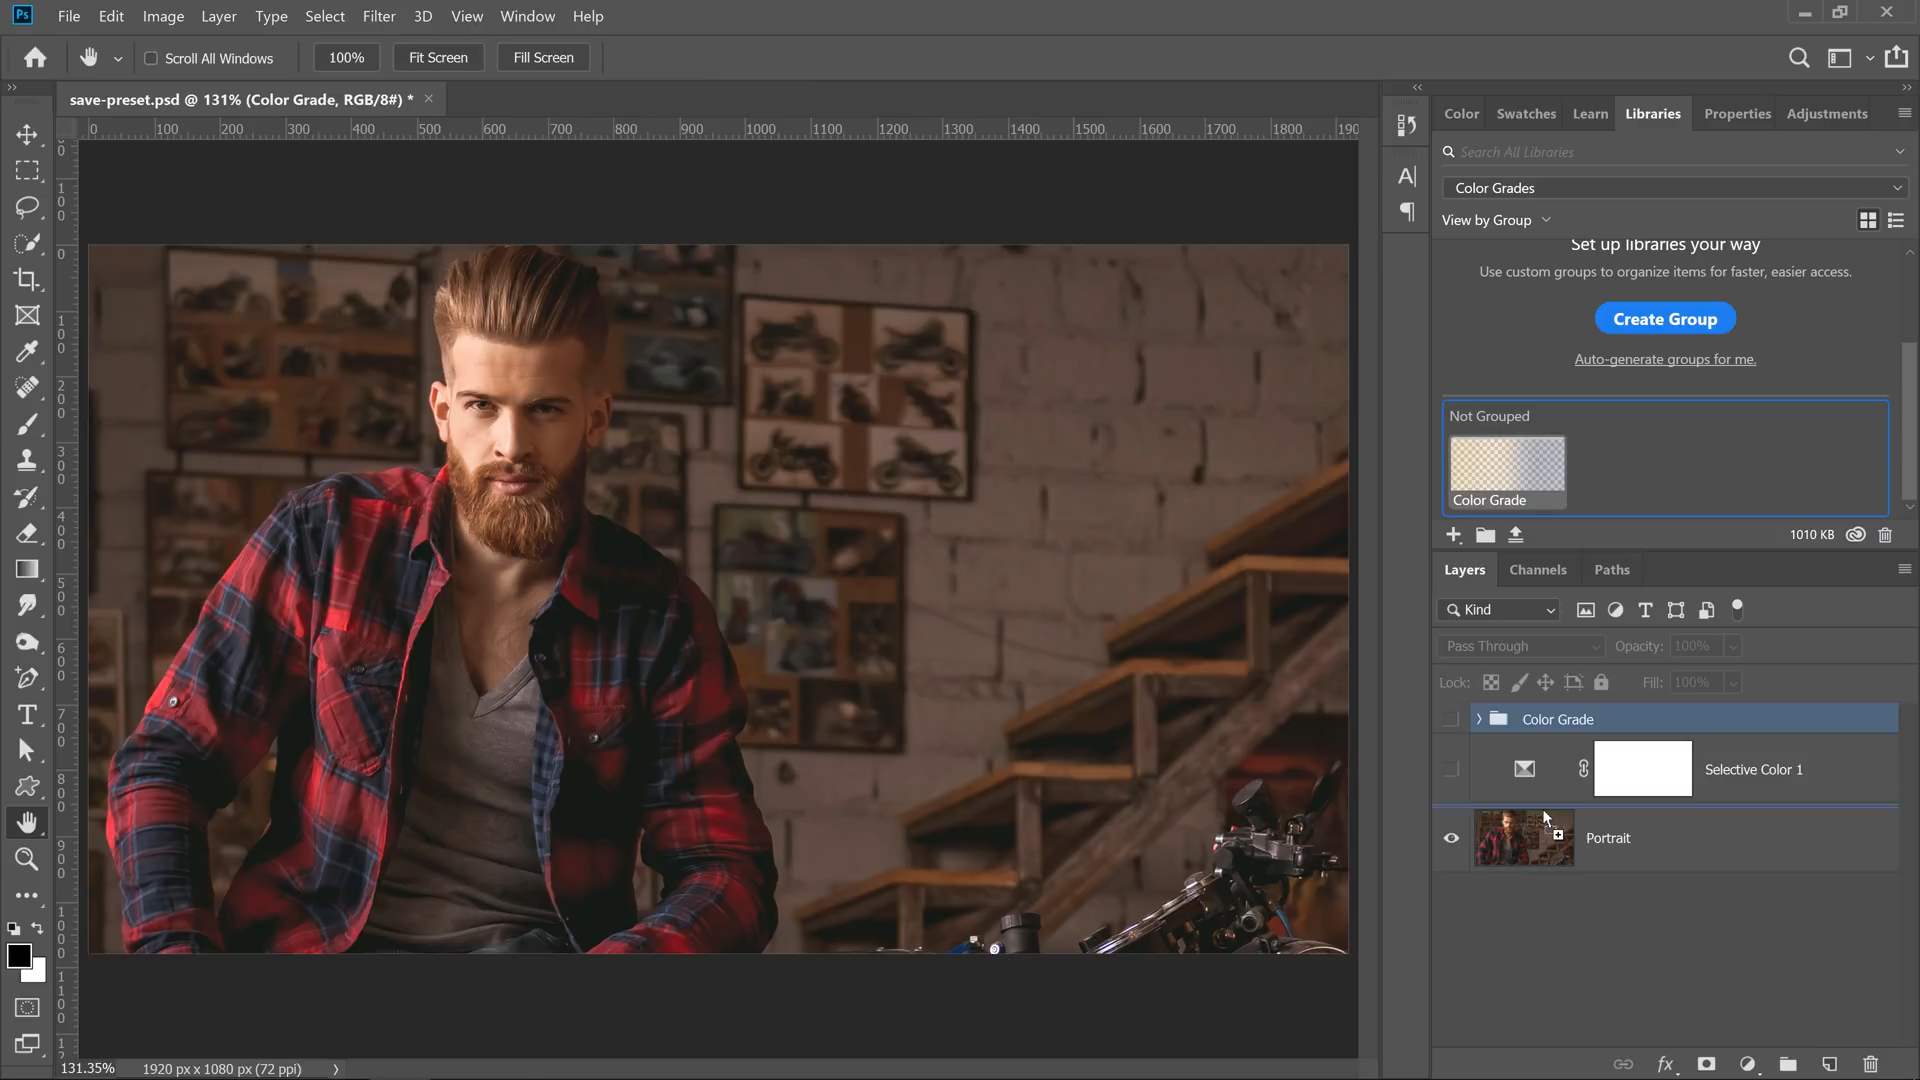 Ps File Edit Image Layer Type Select Filter 3D View Window Help
Scroll All Windows 100% Fit Screen Fill Screen
save-preset.psd @ 131% (Color Grade, RGB/8#) *
0 100 200 300 400 500 600 700 800 900 1000 1100 1200 1300 1400 1500 1600 1700 1800 190
Color Swatches Learn Libraries Properties Adjustments
Search All Libraries
Color Grades
View by Group
Set up libraries your way
Use custom groups to organize items for faster, easier access.
Create Group
Auto-generate groups for me.
Not Grouped
Color Grade
1010 KB
Layers Channels Paths
Kind
Pass Through Opacity: 100%
Lock: Fill: 100%
Color Grade
Selective Color 1
Portrait
131.35% 1920 px x 1080 px (72 ppi)